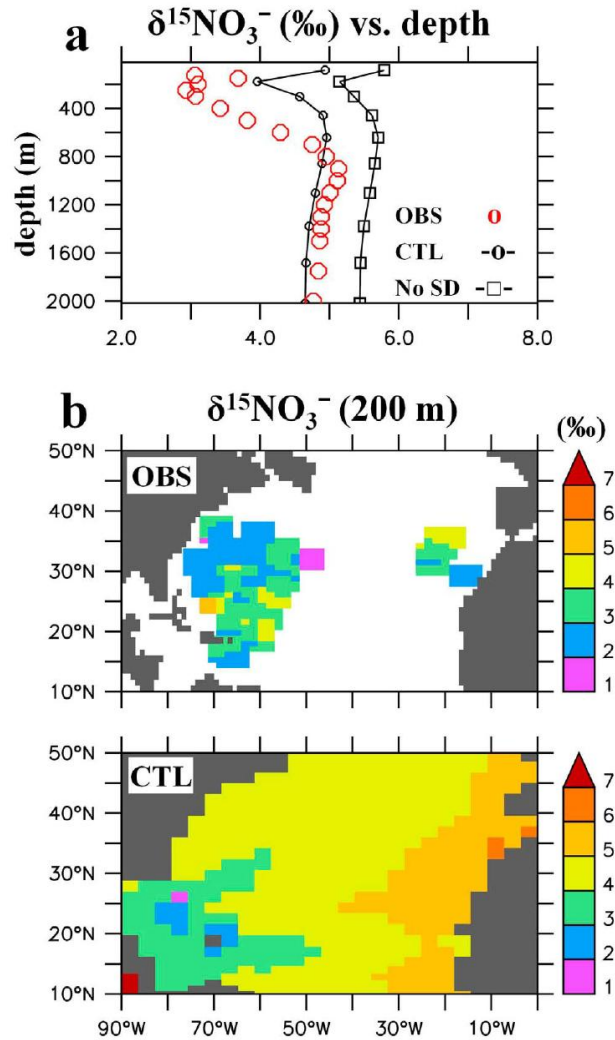 a
δ¹⁵NO₃⁻ (‰) vs. depth
depth (m)
400
800
1200
1600
2000
OBS
CTL
No SD
2.0
4.0
6.0
8.0
b
δ¹⁵NO₃⁻ (200 m)
(‰)
50°N
40°N
30°N
20°N
10°N
OBS
7
6
5
4
3
2
1
50°N
40°N
30°N
20°N
10°N
CTL
7
6
5
4
3
2
1
90°W
70°W
50°W
30°W
10°W